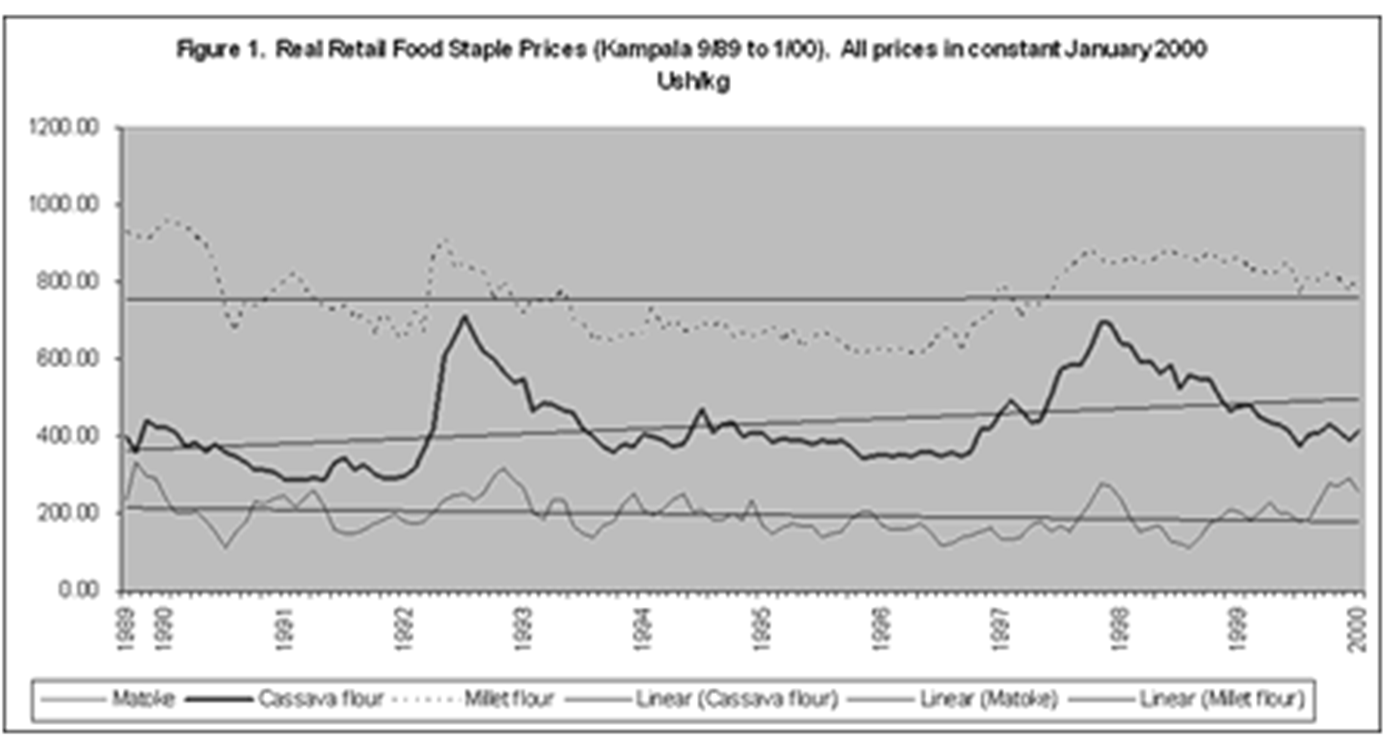 Figure 1. Real Retail Food Staple Prices (Kampala 9/89 to 1/00). All prices in constant January 2000
Ush/kg
1200.00
1000.00
800.00
600.00
400.00
200.00
0.00
1989 1990 1991 1992 1993 1994 1995 1996 1997 1998 1999 2000
Matoke Cassava flour Millet flour Linear (Cassava flour) Linear (Matoke) Linear (Millet flour)